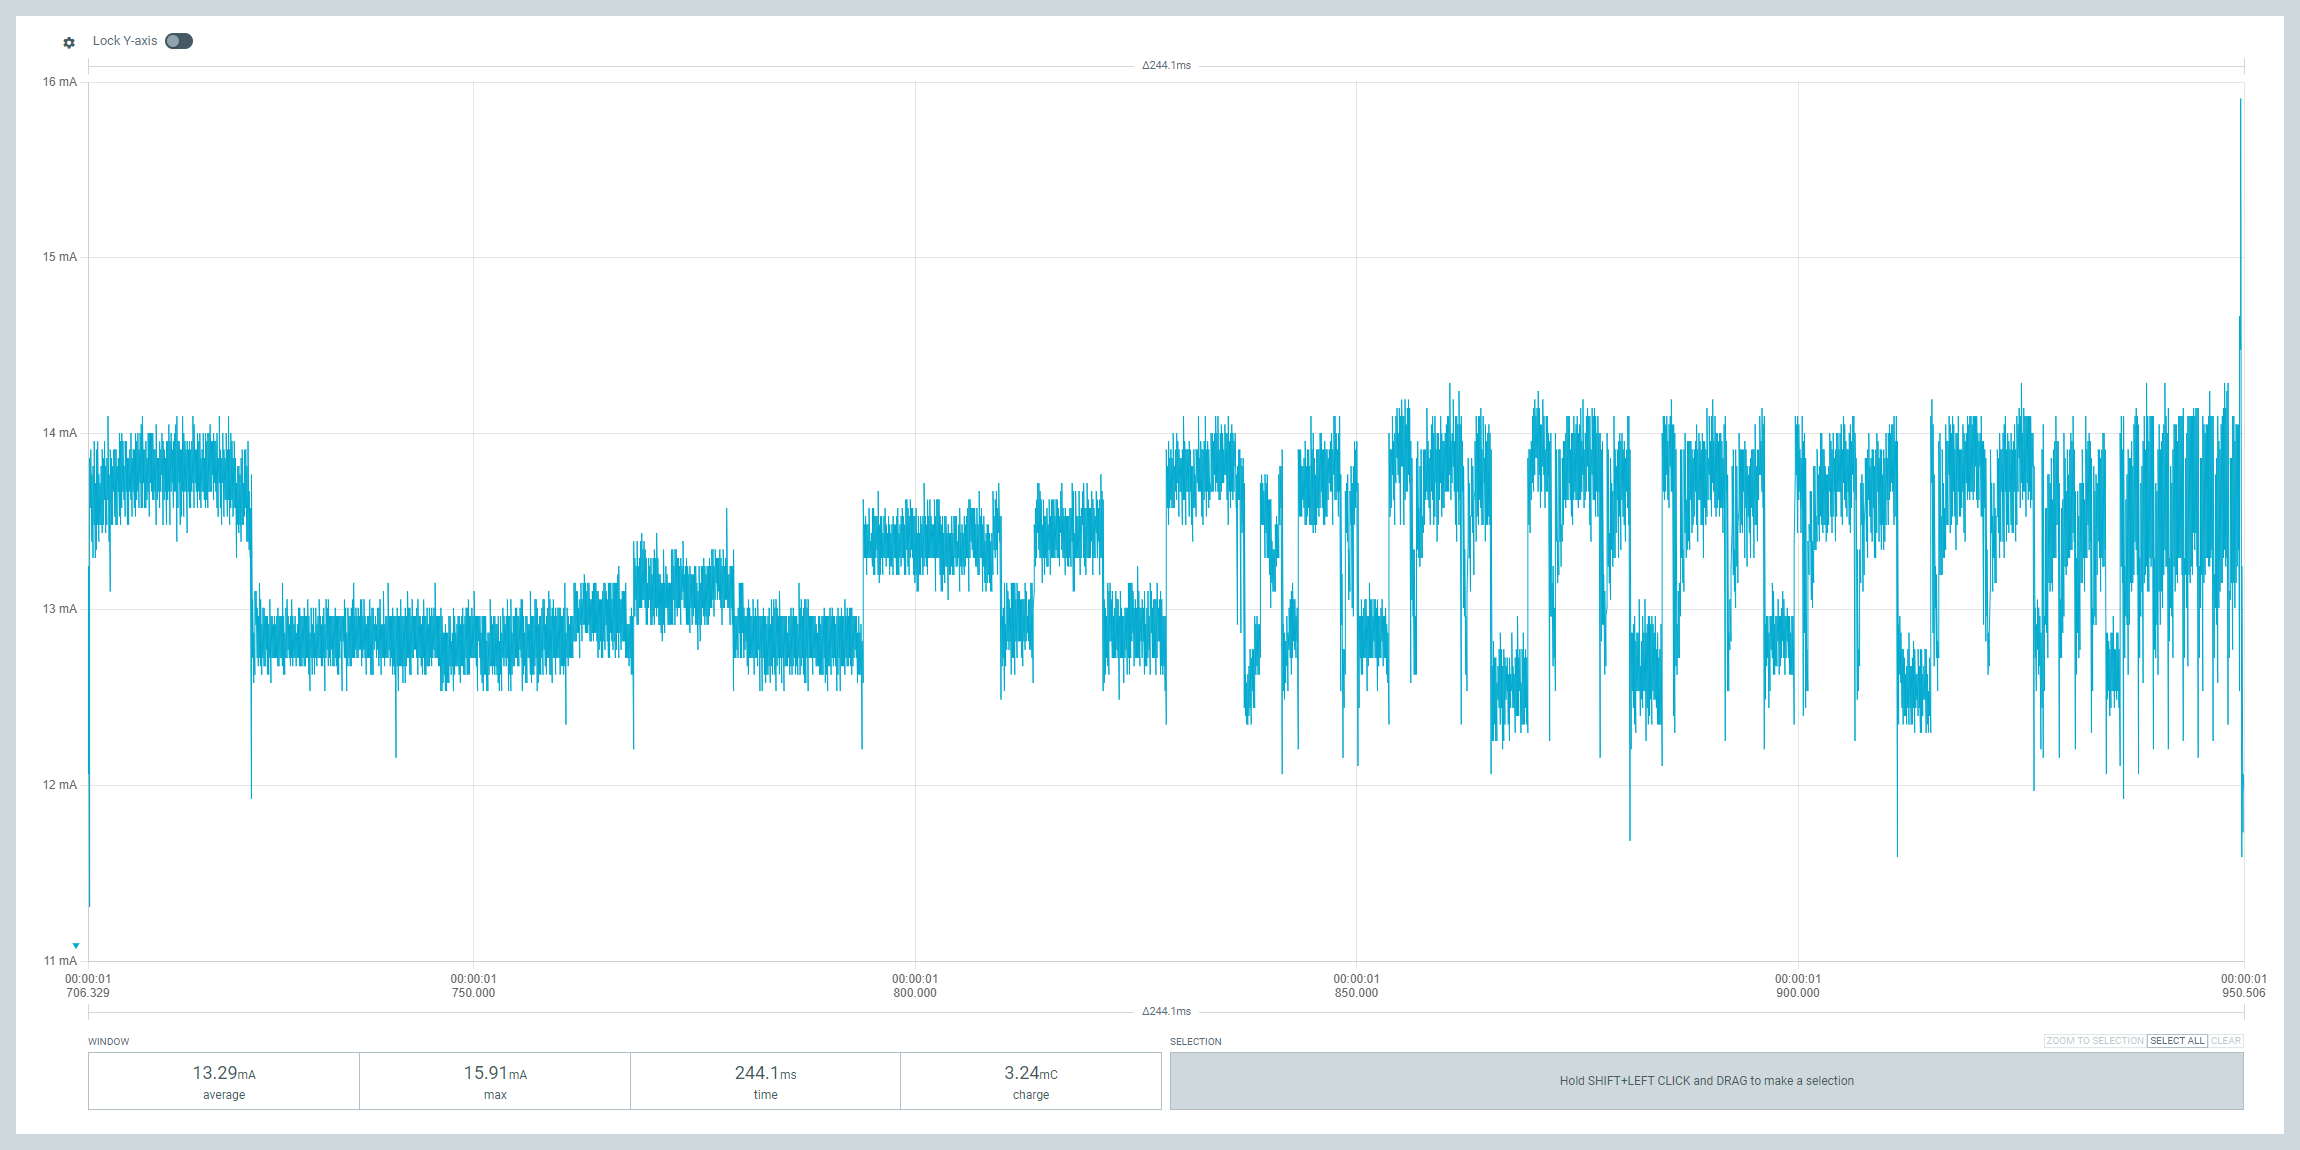 Lock Y-axis
Δ244.1ms
16 mA
15 mA
14 mA
13 mA
12 mA
11 mA
00:00:01 00:00:01 00:00:01 00:00:01 00:00:01 00:00:01
706.329 750.000 800.000 850.000 900.000 950.506
Δ244.1ms
WINDOW
13.29mA 15.91mA 244.1ms 3.24mC
average max time charge
SELECTION ZOOM TO SELECTION SELECT ALL CLEAR
Hold SHIFT+LEFT CLICK and DRAG to make a selection